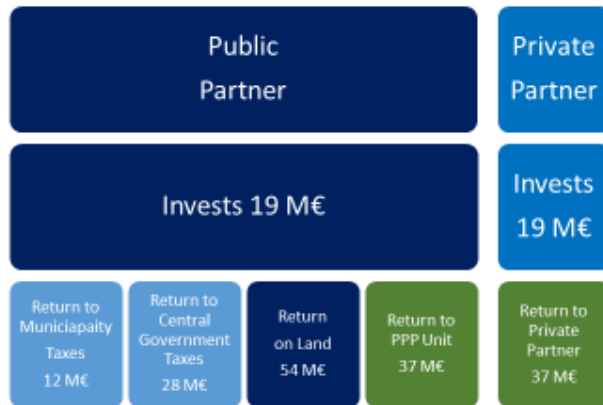 Public
Partner
Private
Partner
Invests 19 M€
Invests
19 M€
Return to
Municiapaity
Taxes
12 M€
Return to
Central
Government
Taxes
28 M€
Return
on Land
54 M€
Return to
PPP Unit
37 M€
Return to
Private
Partner
37 M€